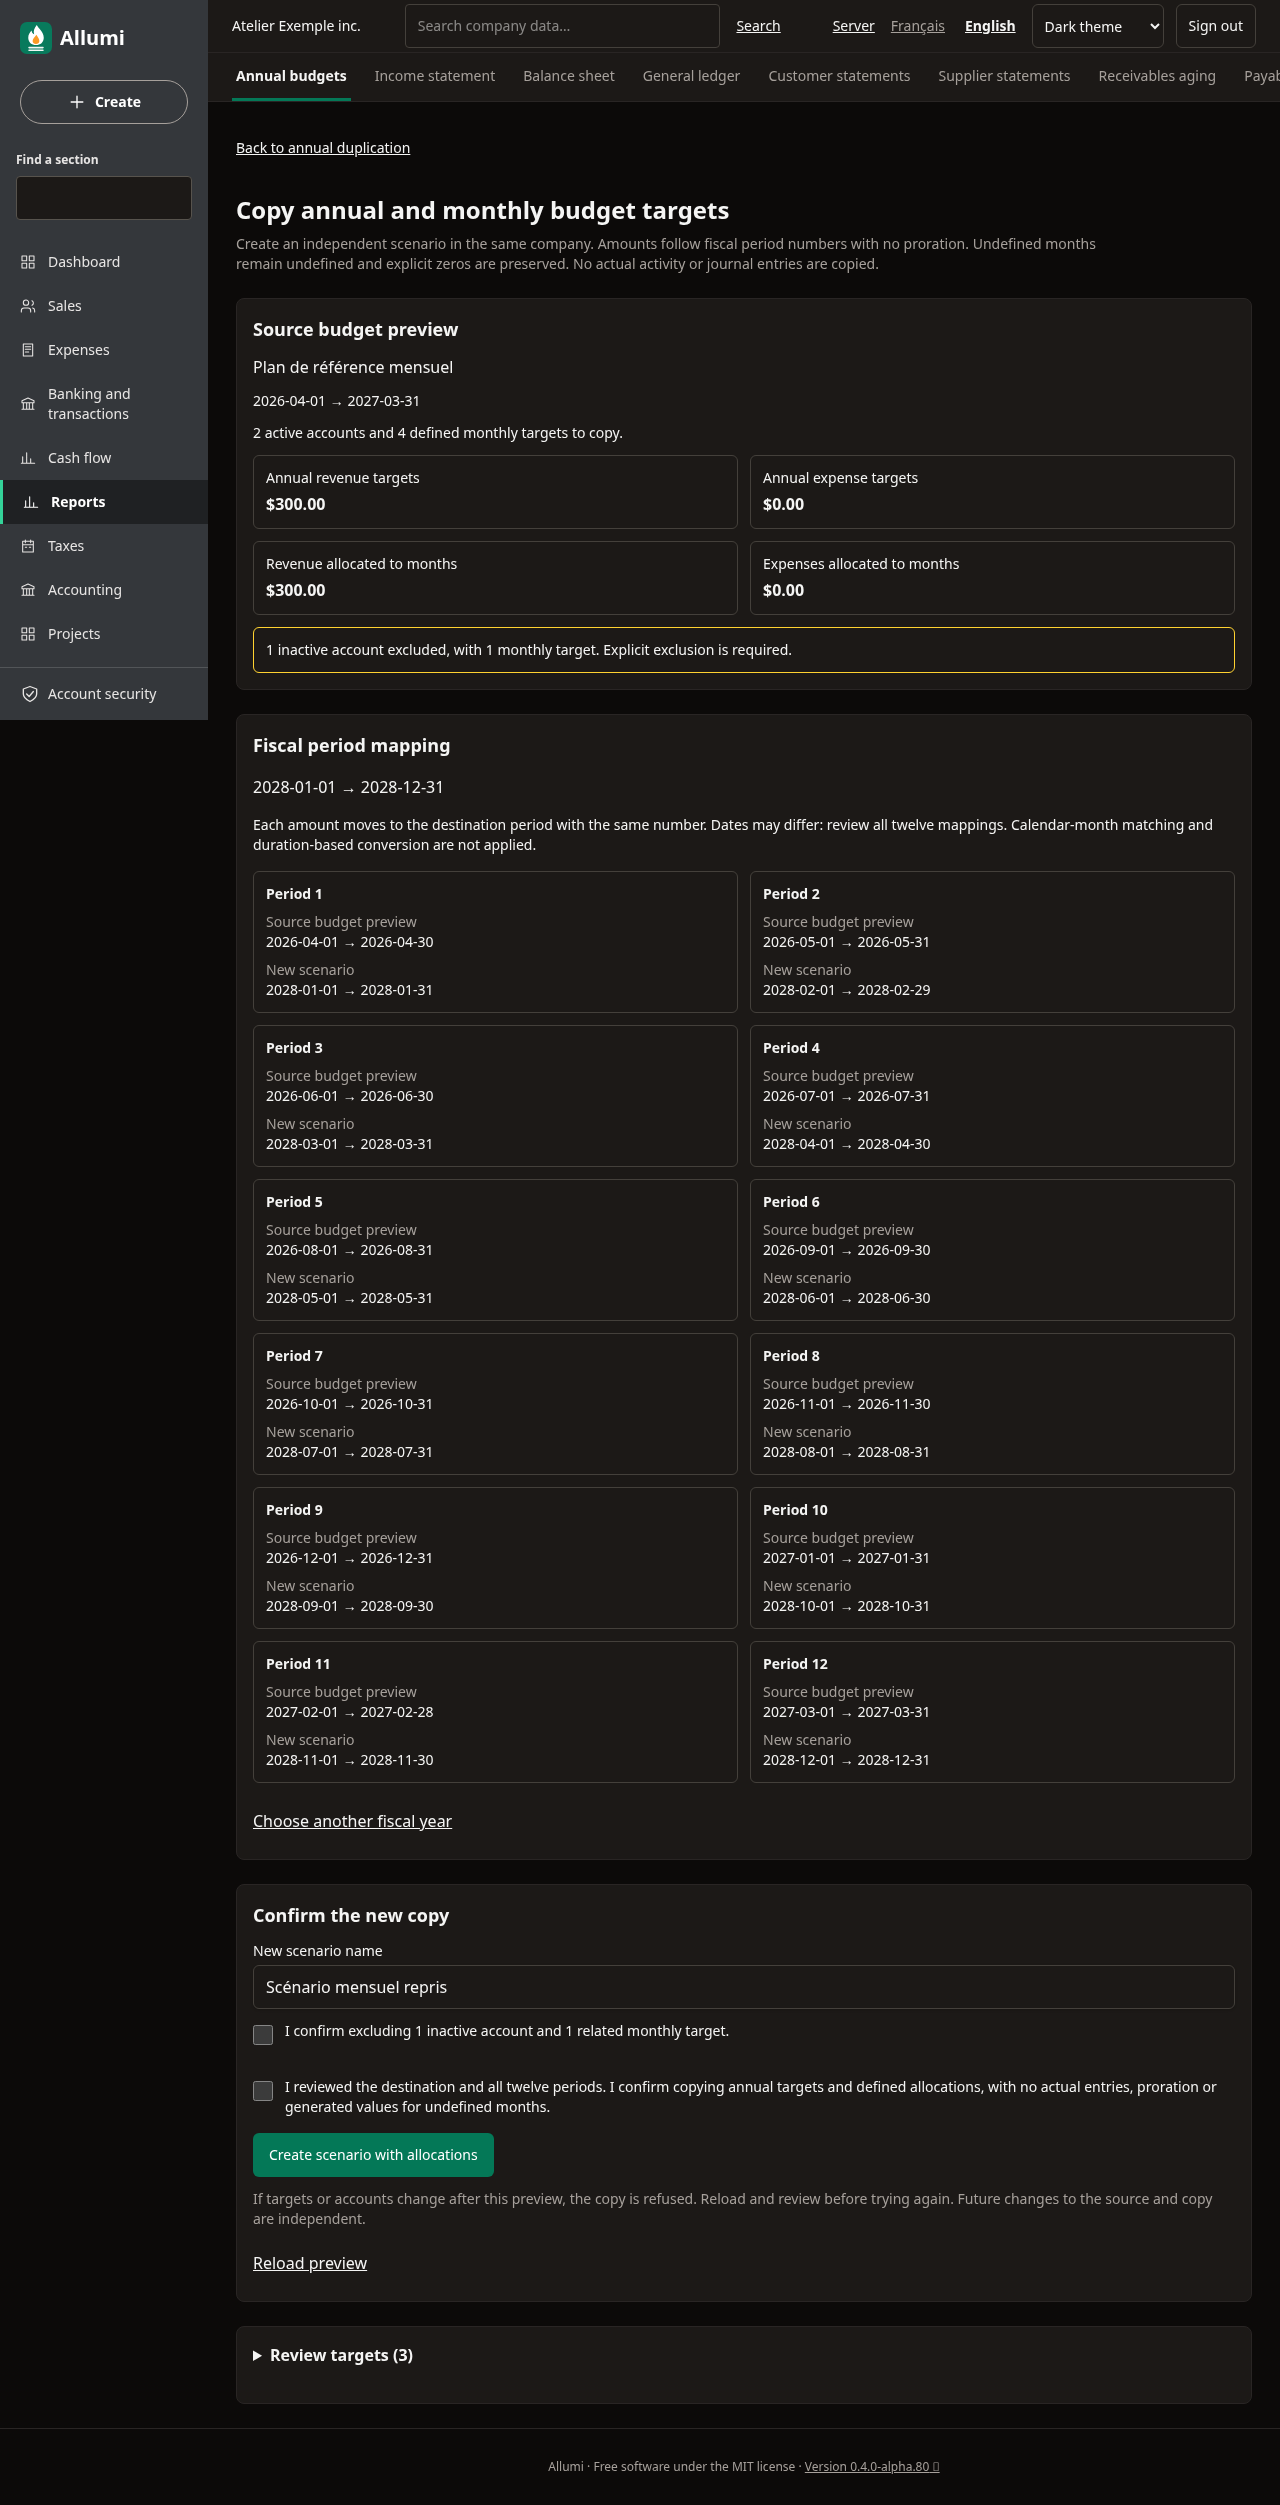 Allumi
Create
Find a section
Dashboard
Sales
Expenses
Banking and
transactions
Cash flow
Reports
Taxes
Accounting
Projects
Account security
Atelier Exemple inc.
Search company data...
Search
Server
Français
English
Dark theme
Sign out
Annual budgets
Income statement
Balance sheet
General ledger
Customer statements
Supplier statements
Receivables aging
Payab
Back to annual duplication
Copy annual and monthly budget targets
Create an independent scenario in the same company. Amounts follow fiscal period numbers with no proration. Undefined months
remain undefined and explicit zeros are preserved. No actual activity or journal entries are copied.
Source budget preview
Plan de référence mensuel
2026-04-01 → 2027-03-31
2 active accounts and 4 defined monthly targets to copy.
Annual revenue targets
$300.00
Annual expense targets
$0.00
Revenue allocated to months
$300.00
Expenses allocated to months
$0.00
1 inactive account excluded, with 1 monthly target. Explicit exclusion is required.
Fiscal period mapping
2028-01-01 → 2028-12-31
Each amount moves to the destination period with the same number. Dates may differ: review all twelve mappings. Calendar-month matching and
duration-based conversion are not applied.
Period 1
Source budget preview
2026-04-01 → 2026-04-30
New scenario
2028-01-01 → 2028-01-31
Period 2
Source budget preview
2026-05-01 → 2026-05-31
New scenario
2028-02-01 → 2028-02-29
Period 3
Source budget preview
2026-06-01 → 2026-06-30
New scenario
2028-03-01 → 2028-03-31
Period 4
Source budget preview
2026-07-01 → 2026-07-31
New scenario
2028-04-01 → 2028-04-30
Period 5
Source budget preview
2026-08-01 → 2026-08-31
New scenario
2028-05-01 → 2028-05-31
Period 6
Source budget preview
2026-09-01 → 2026-09-30
New scenario
2028-06-01 → 2028-06-30
Period 7
Source budget preview
2026-10-01 → 2026-10-31
New scenario
2028-07-01 → 2028-07-31
Period 8
Source budget preview
2026-11-01 → 2026-11-30
New scenario
2028-08-01 → 2028-08-31
Period 9
Source budget preview
2026-12-01 → 2026-12-31
New scenario
2028-09-01 → 2028-09-30
Period 10
Source budget preview
2027-01-01 → 2027-01-31
New scenario
2028-10-01 → 2028-10-31
Period 11
Source budget preview
2027-02-01 → 2027-02-28
New scenario
2028-11-01 → 2028-11-30
Period 12
Source budget preview
2027-03-01 → 2027-03-31
New scenario
2028-12-01 → 2028-12-31
Choose another fiscal year
Confirm the new copy
New scenario name
Scénario mensuel repris
I confirm excluding 1 inactive account and 1 related monthly target.
I reviewed the destination and all twelve periods. I confirm copying annual targets and defined allocations, with no actual entries, proration or
generated values for undefined months.
Create scenario with allocations
If targets or accounts change after this preview, the copy is refused. Reload and review before trying again. Future changes to the source and copy
are independent.
Reload preview
Review targets (3)
Allumi · Free software under the MIT license · Version 0.4.0-alpha.80